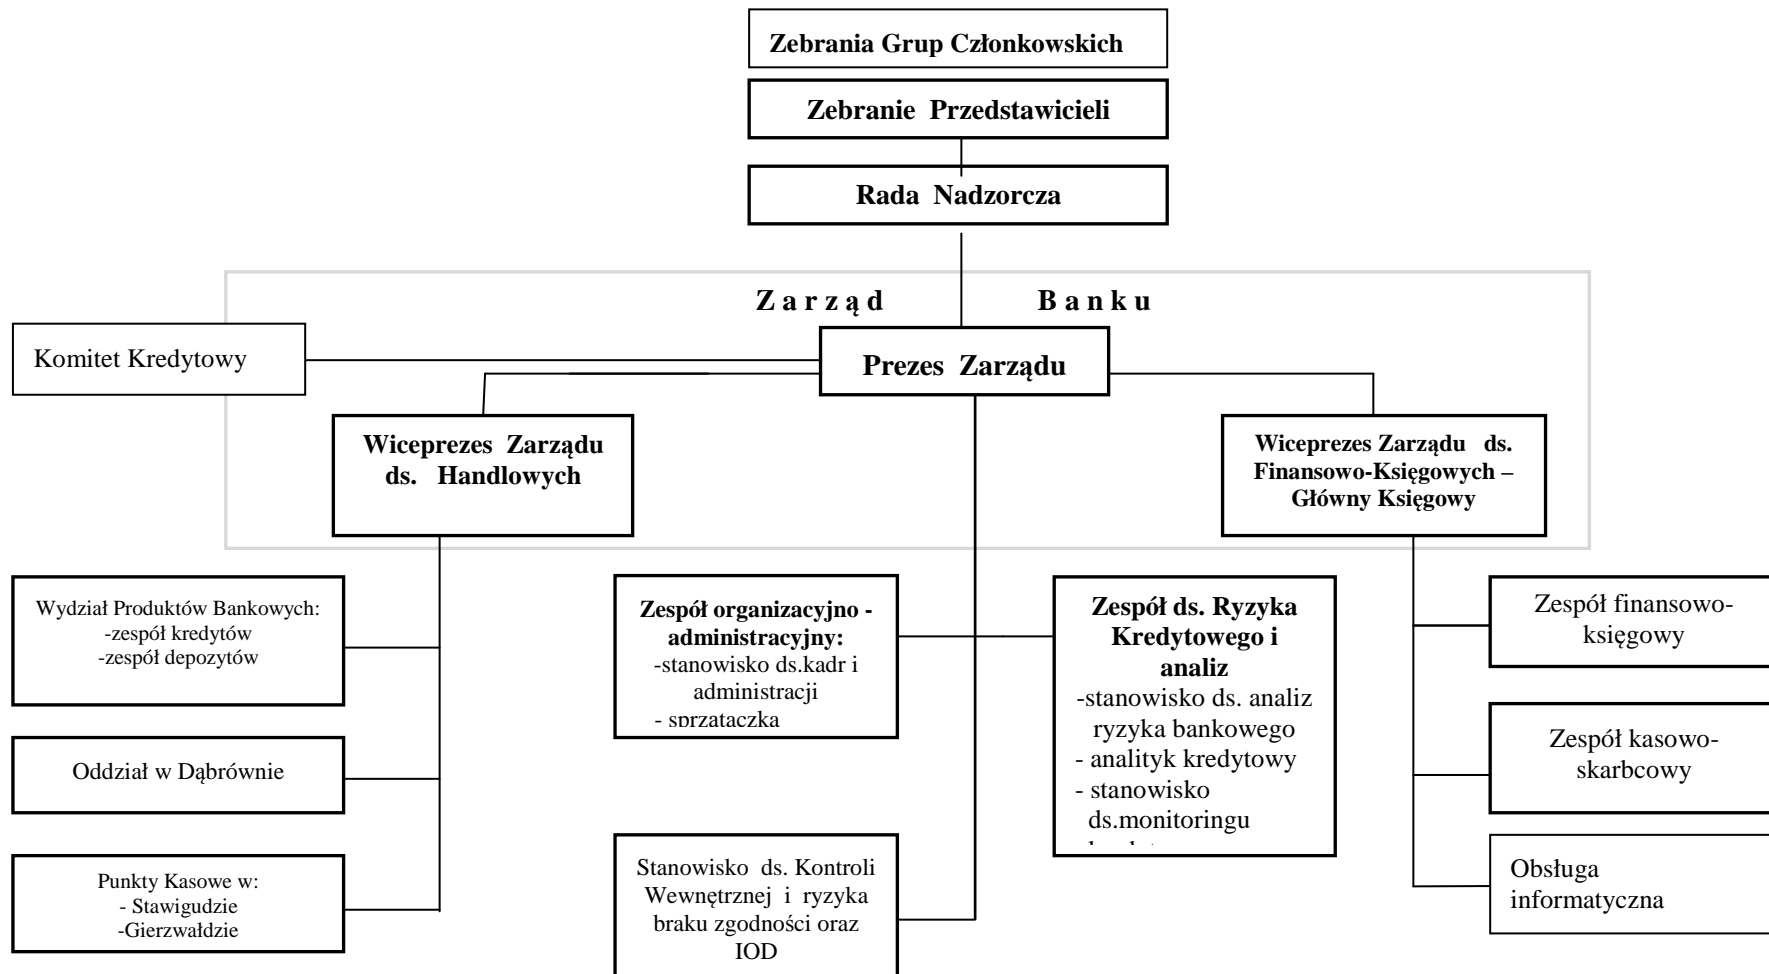 Zebrania Grup Członkowskich
Zebranie Przedstawicieli
Rada Nadzorcza
Zarząd Banku
Komitet Kredytowy
Prezes Zarządu
Wiceprezes Zarządu
ds. Handlowych
Wiceprezes Zarządu ds.
Finansowo-Księgowych –
Główny Księgowy
Wydział Produktów Bankowych:
-zespół kredytów
-zespół depozytów
Oddział w Dąbrównie
Punkty Kasowe w:
- Stawigudzie
-Gierzwałdzie
Zespół organizacyjno -
administracyjny:
-stanowisko ds.kadr i
administracji
- sprzątaczka
Stanowisko ds. Kontroli
Wewnętrznej i ryzyka
braku zgodności oraz
IOD
Zespół ds. Ryzyka
Kredytowego i
analiz
-stanowisko ds. analiz
ryzyka bankowego
- analityk kredytowy
- stanowisko
ds.monitoringu
Zespół finansowo-
księgowy
Zespół kasowo-
skarbcowy
Obsługa
informatyczna